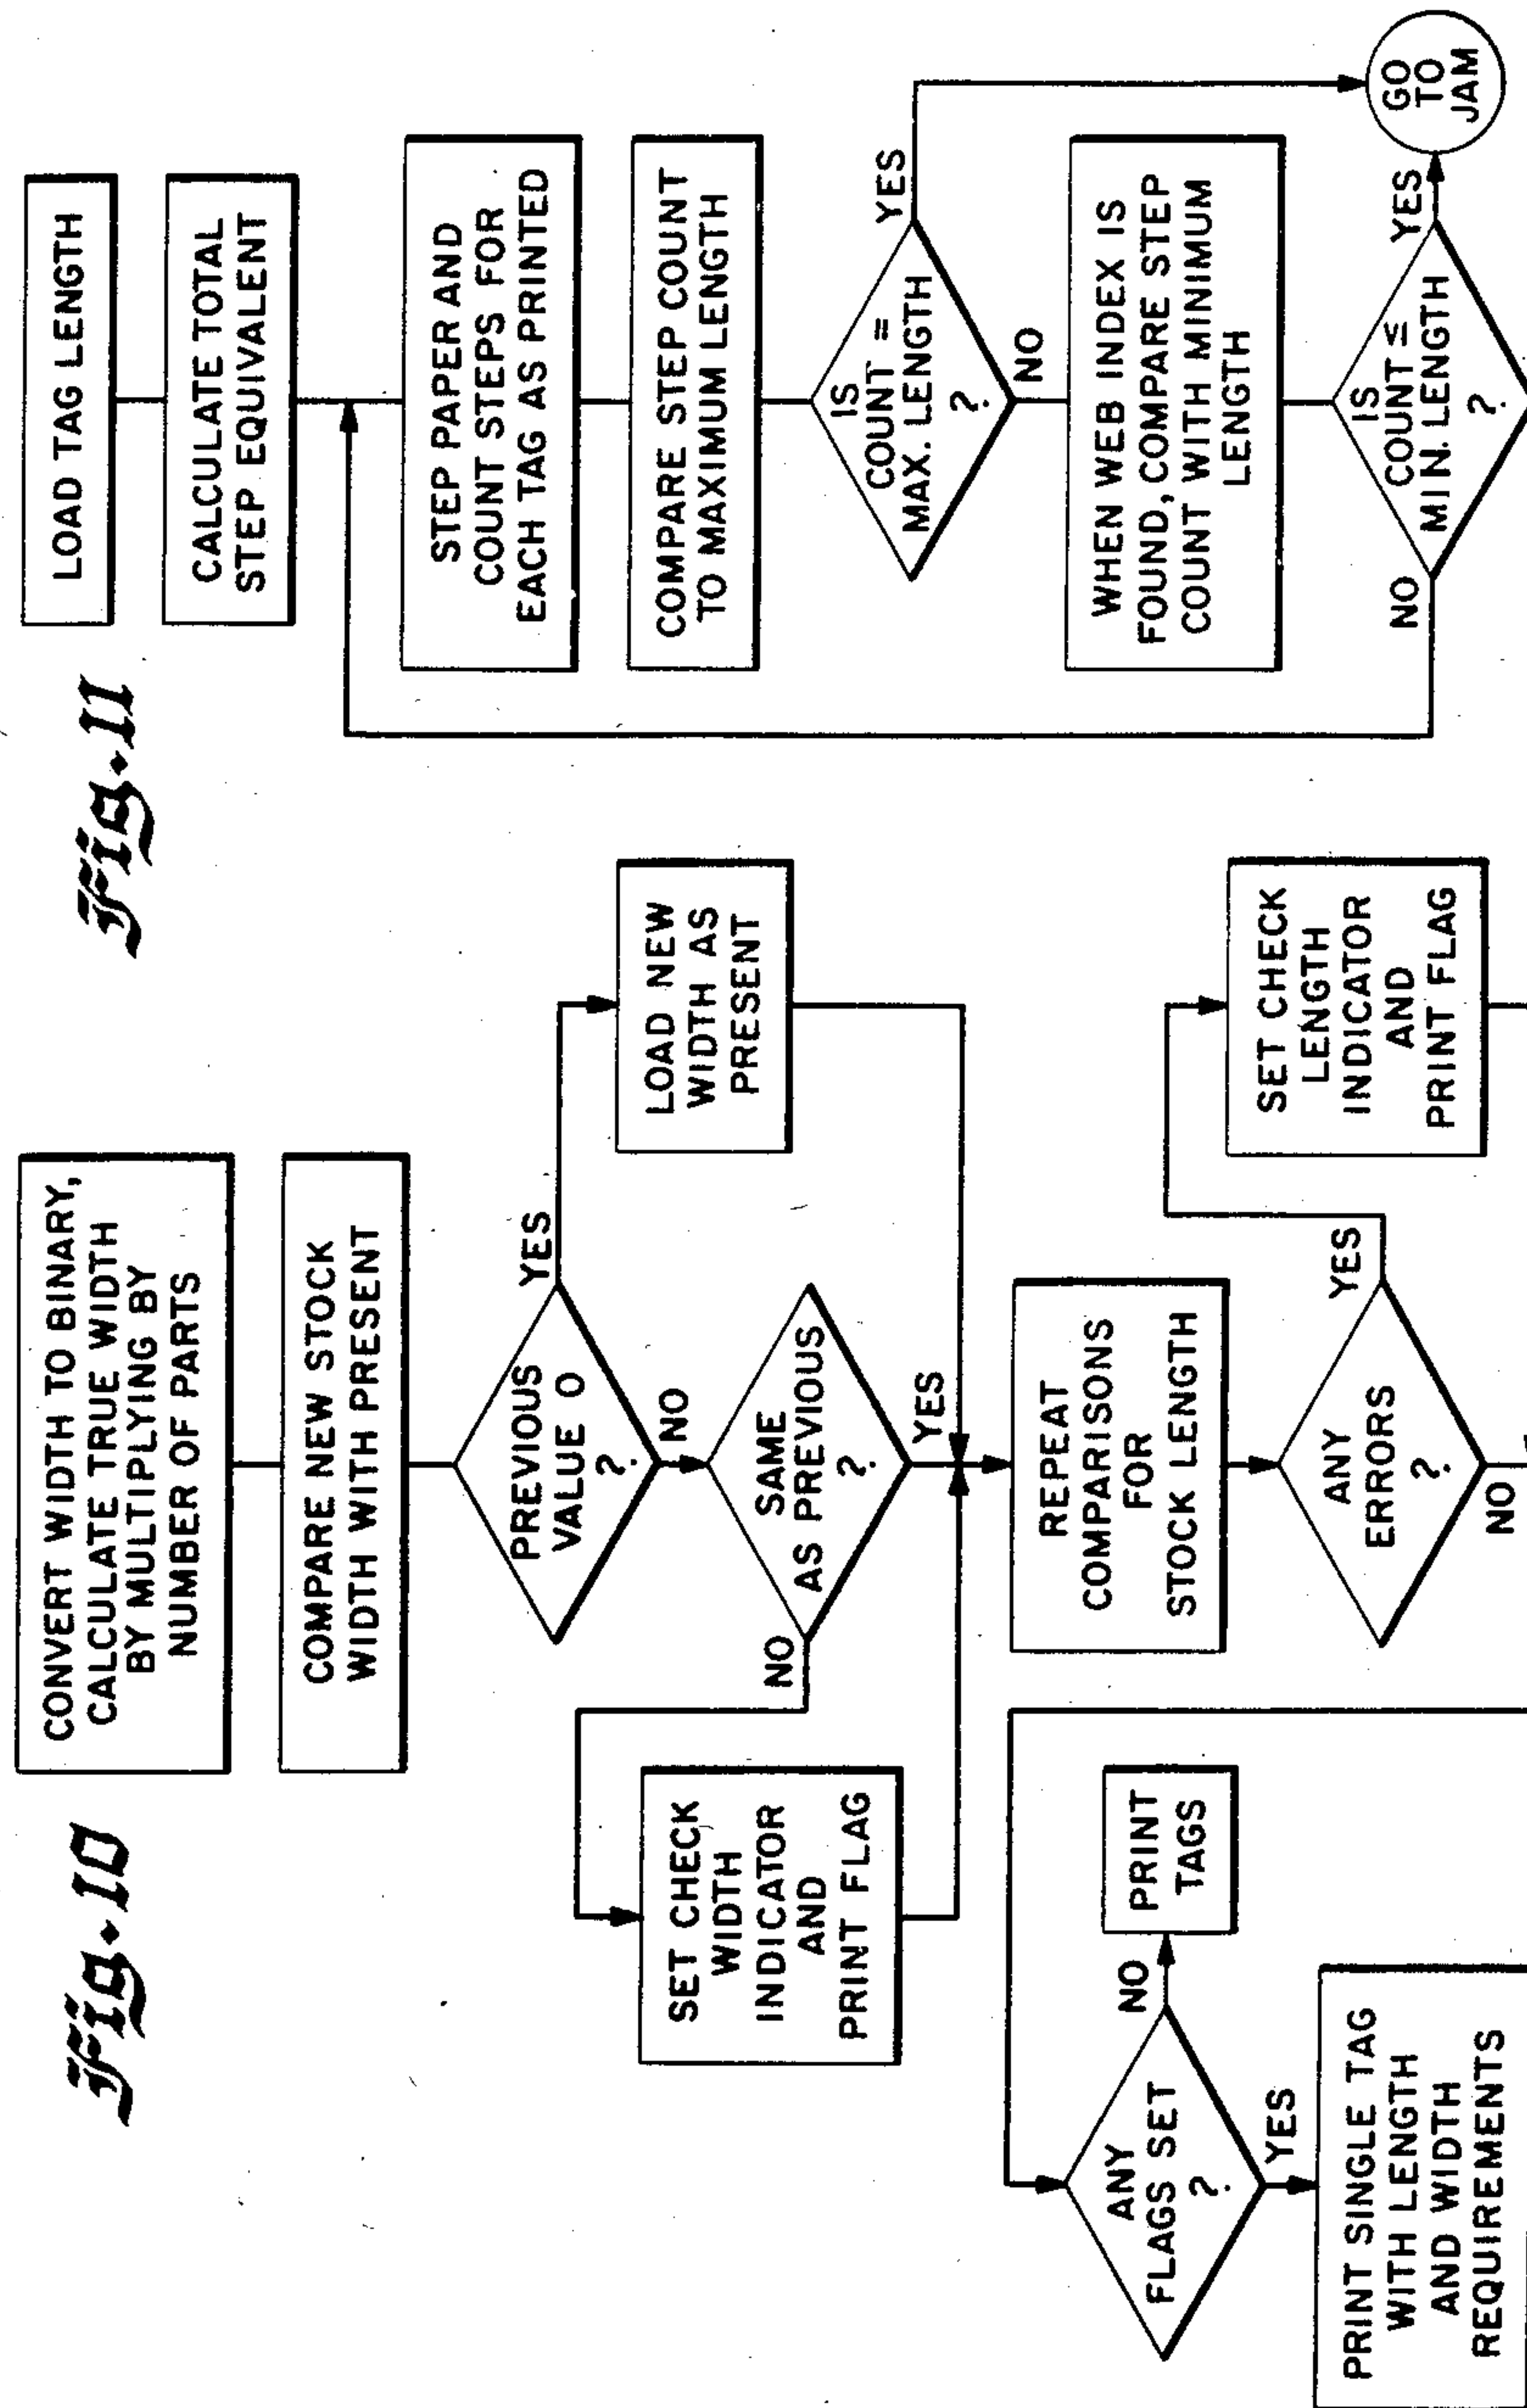 Fig. 10
CONVERT WIDTH TO BINARY,
CALCULATE TRUE WIDTH
BY MULTIPLYING BY
NUMBER OF PARTS
COMPARE NEW STOCK
WIDTH WITH PRESENT
PREVIOUS
VALUE 0
?
YES
NO
LOAD NEW
WIDTH AS
PRESENT
SAME
AS PREVIOUS
?
NO
YES
SET CHECK
WIDTH
INDICATOR
AND
PRINT FLAG
REPEAT
COMPARISONS
FOR
STOCK LENGTH
ANY
ERRORS
?
YES
NO
SET CHECK
LENGTH
INDICATOR
AND
PRINT FLAG
ANY
FLAGS SET
?
NO
YES
PRINT
TAGS
PRINT SINGLE TAG
WITH LENGTH
AND WIDTH
REQUIREMENTS
Fig. 11
LOAD TAG LENGTH
CALCULATE TOTAL
STEP EQUIVALENT
STEP PAPER AND
COUNT STEPS FOR
EACH TAG AS PRINTED
COMPARE STEP COUNT
TO MAXIMUM LENGTH
IS
COUNT =
MAX. LENGTH
?
YES
NO
WHEN WEB INDEX IS
FOUND, COMPARE STEP
COUNT WITH MINIMUM
LENGTH
IS
COUNT ≤
MIN. LENGTH
?
NO
YES
GO
TO
JAM